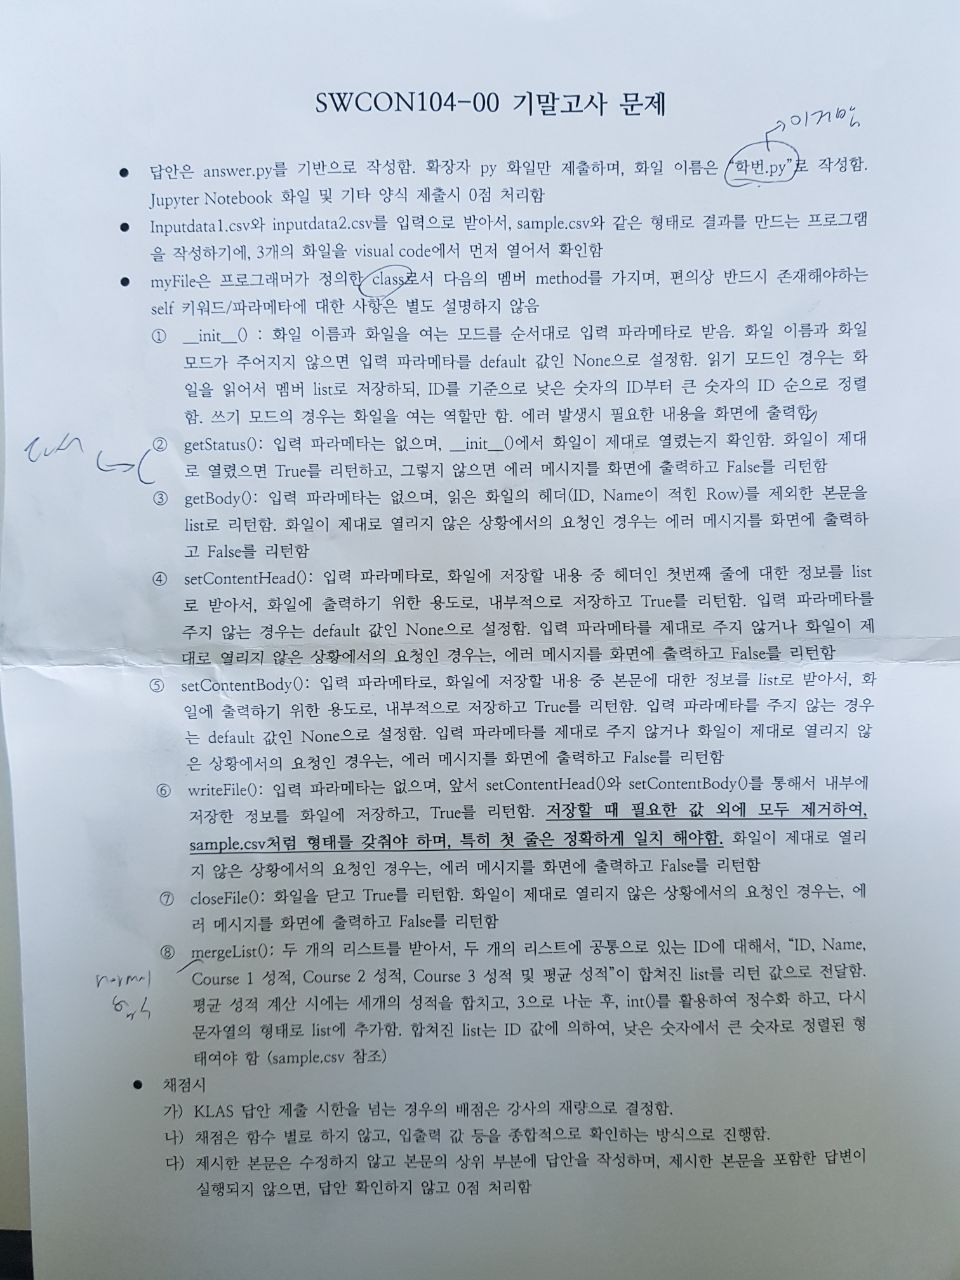 SWCON104-00 기말고사 문제
● 답안은 answer.py를 기반으로 작성함. 확장자 py 화일만 제출하며, 화일 이름은 "학번.py"로 작성함.
Jupyter Notebook 화일 및 기타 양식 제출시 0점 처리함
● Inputdata1.csv와 inputdata2.csv를 입력으로 받아서, sample.csv와 같은 형태로 결과를 만드는 프로그램
을 작성하기에, 3개의 화일을 visual code에서 먼저 열어서 확인함
● myFile은 프로그래머가 정의한 class로서 다음의 멤버 method를 가지며, 편의상 반드시 존재해야하는
self 키워드/파라메타에 대한 사항은 별도 설명하지 않음
① __init__() : 화일 이름과 화일을 여는 모드를 순서대로 입력 파라메타로 받음. 화일 이름과 화일
모드가 주어지지 않으면 입력 파라메타를 default 값인 None으로 설정함. 읽기 모드인 경우는 화
일을 읽어서 멤버 list로 저장하되, ID를 기준으로 낮은 숫자의 ID부터 큰 숫자의 ID 순으로 정렬
함. 쓰기 모드의 경우는 화일을 여는 역할만 함. 에러 발생시 필요한 내용을 화면에 출력함
② getStatus(): 입력 파라메타는 없으며, __init__()에서 화일이 제대로 열렸는지 확인함. 화일이 제대
로 열렸으면 True를 리턴하고, 그렇지 않으면 에러 메시지를 화면에 출력하고 False를 리턴함
③ getBody(): 입력 파라메타는 없으며, 읽은 화일의 헤더(ID, Name이 적힌 Row)를 제외한 본문을
list로 리턴함. 화일이 제대로 열리지 않은 상황에서의 요청인 경우는 에러 메시지를 화면에 출력하
고 False를 리턴함
④ setContentHead(): 입력 파라메타로, 화일에 저장할 내용 중 헤더인 첫번째 줄에 대한 정보를 list
로 받아서, 화일에 출력하기 위한 용도로, 내부적으로 저장하고 True를 리턴함. 입력 파라메타를
주지 않는 경우는 default 값인 None으로 설정함. 입력 파라메타를 제대로 주지 않거나 화일이 제
대로 열리지 않은 상황에서의 요청인 경우는, 에러 메시지를 화면에 출력하고 False를 리턴함
⑤ setContentBody(): 입력 파라메타로, 화일에 저장할 내용 중 본문에 대한 정보를 list로 받아서, 화
일에 출력하기 위한 용도로, 내부적으로 저장하고 True를 리턴함. 입력 파라메타를 주지 않는 경우
는 default 값인 None으로 설정함. 입력 파라메타를 제대로 주지 않거나 화일이 제대로 열리지 않
은 상황에서의 요청인 경우는, 에러 메시지를 화면에 출력하고 False를 리턴함
⑥ writeFile(): 입력 파라메타는 없으며, 앞서 setContentHead()와 setContentBody()를 통해서 내부에
저장한 정보를 화일에 저장하고, True를 리턴함. 저장할 때 필요한 값 외에 모두 제거하여,
sample.csv처럼 형태를 갖춰야 하며, 특히 첫 줄은 정확하게 일치 해야함. 화일이 제대로 열리
지 않은 상황에서의 요청인 경우는, 에러 메시지를 화면에 출력하고 False를 리턴함
⑦ closeFile(): 화일을 닫고 True를 리턴함. 화일이 제대로 열리지 않은 상황에서의 요청인 경우는, 에
러 메시지를 화면에 출력하고 False를 리턴함
⑧ mergeList(): 두 개의 리스트를 받아서, 두 개의 리스트에 공통으로 있는 ID에 대해서, "ID, Name,
normal
Course 1 성적, Course 2 성적, Course 3 성적 및 평균 성적"이 합쳐진 list를 리턴 값으로 전달함.
평균 성적 계산 시에는 세개의 성적을 합치고, 3으로 나눈 후, int()를 활용하여 정수화 하고, 다시
문자열의 형태로 list에 추가함. 합쳐진 list는 ID 값에 의하여, 낮은 숫자에서 큰 숫자로 정렬된 형
태여야 함 (sample.csv 참조)
● 채점시
가) KLAS 답안 제출 시한을 넘는 경우의 배점은 강사의 재량으로 결정함.
나) 채점은 함수 별로 하지 않고, 입출력 값 등을 종합적으로 확인하는 방식으로 진행함.
다) 제시한 본문은 수정하지 않고 본문의 상위 부분에 답안을 작성하며, 제시한 본문을 포함한 답변이
실행되지 않으면, 답안 확인하지 않고 0점 처리함